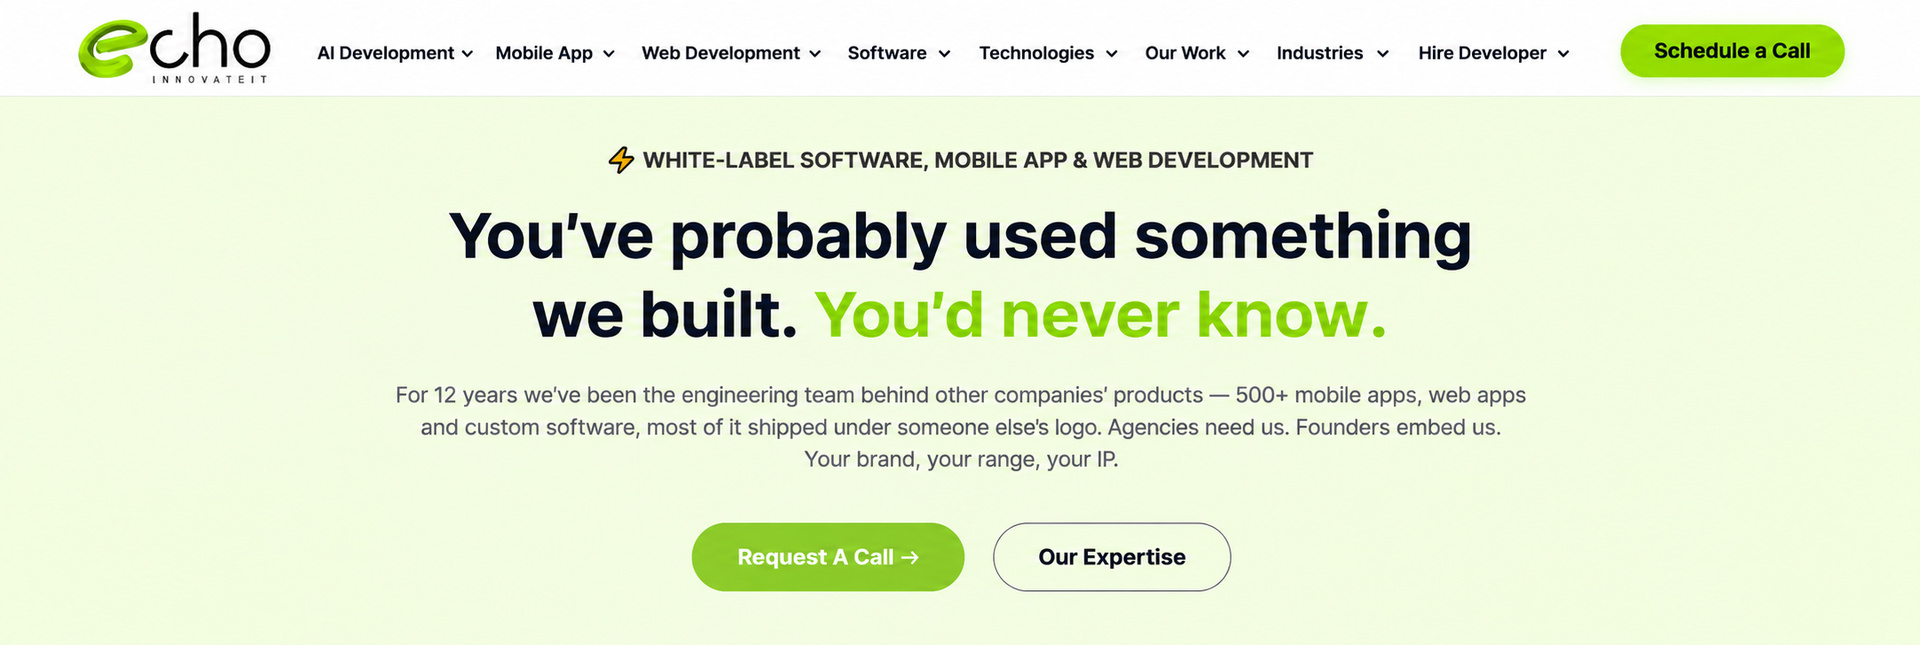 echo
INNOVATEIT
AI Development
Mobile App
Web Development
Software
Technologies
Our Work
Industries
Hire Developer
Schedule a Call
⚡ WHITE-LABEL SOFTWARE, MOBILE APP & WEB DEVELOPMENT
You've probably used something
we built. You'd never know.
For 12 years we've been the engineering team behind other companies' products — 500+ mobile apps, web apps
and custom software, most of it shipped under someone else's logo. Agencies need us. Founders embed us.
Your brand, your range, your IP.
Request A Call →
Our Expertise